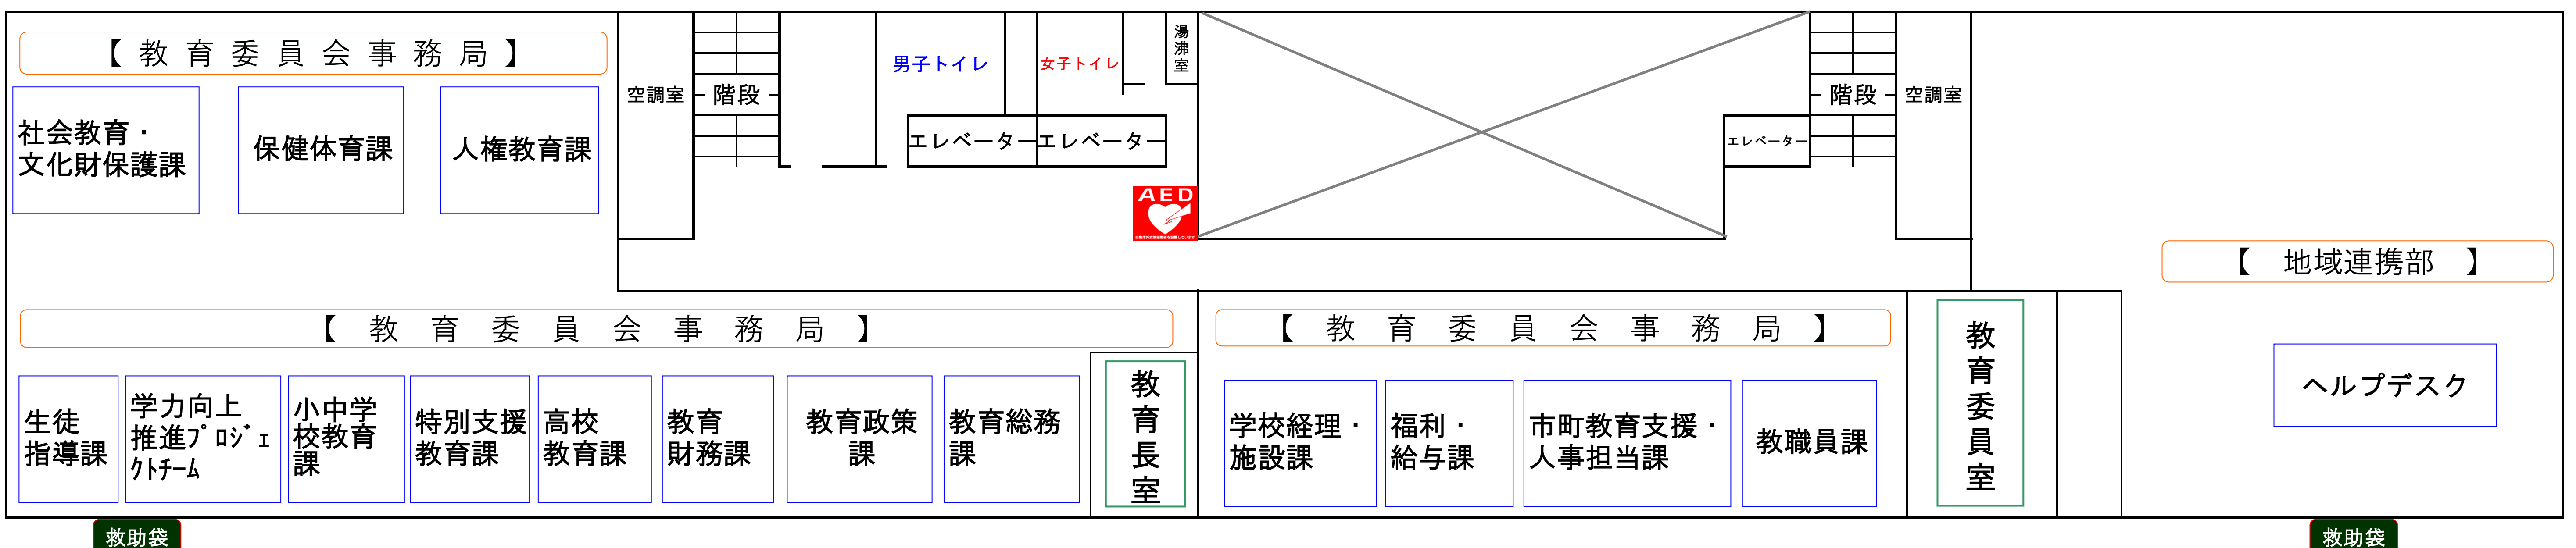 【 教 育 委 員 会 事 務 局 】
社会教育・
文化財保護課
保健体育課
人権教育課
空調室
階段
男子トイレ
女子トイレ
湯沸室
エレベーター
エレベーター
AED
エレベーター
階段
空調室
【 地域連携部 】
ヘルプデスク
【 教 育 委 員 会 事 務 局 】
生徒
指導課
学力向上
推進ﾌﾟﾛｼﾞｪ
ｸﾄﾁｰﾑ
小中学
校教育
課
特別支援
教育課
高校
教育課
教育
財務課
教育政策
課
教育総務
課
教育長室
【 教 育 委 員 会 事 務 局 】
学校経理・
施設課
福利・
給与課
市町教育支援・
人事担当課
教職員課
教育委員室
救助袋
救助袋